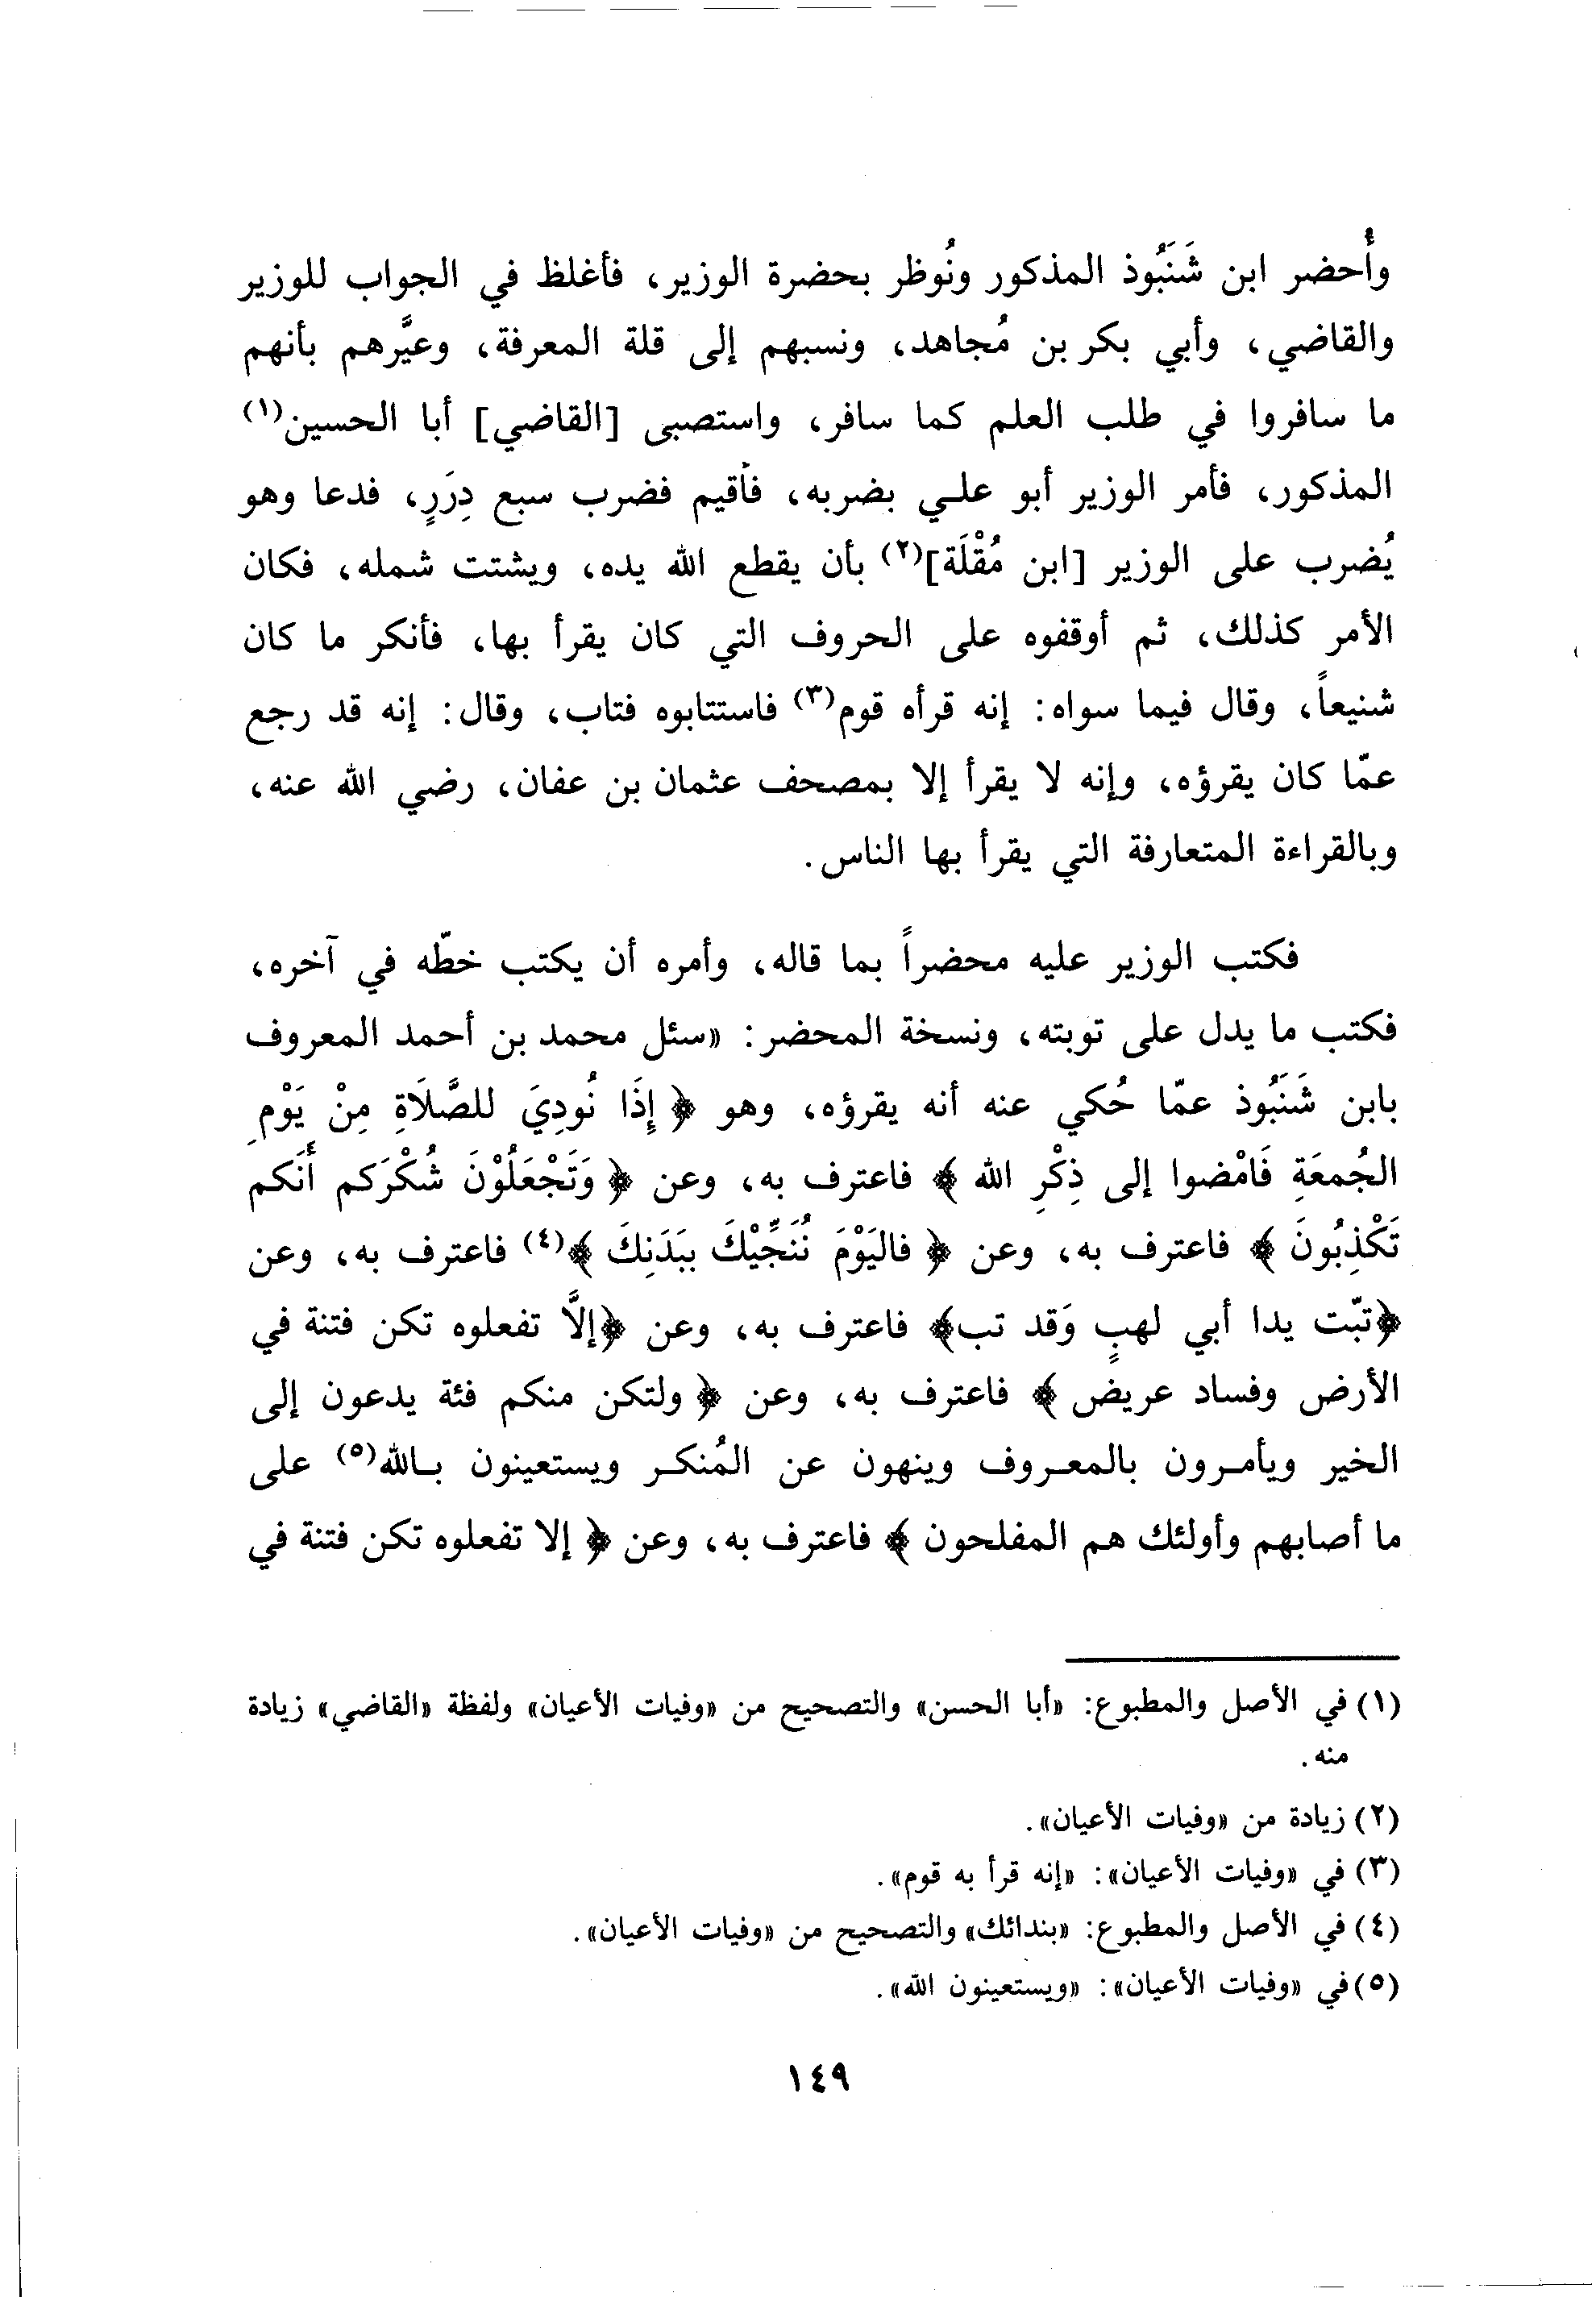 وأُحضر ابن شَنَبُوذ المذكور ونُوظر بحضرة الوزير، فأغلظ في الجواب للوزير
والقاضي، وأبي بكر بن مُجاهد، ونسبهم إلى قلة المعرفة، وعيَّرهم بأنهم
ما سافروا في طلب العلم كما سافر، واستصبى [القاضي] أبا الحسين(١)
المذكور، فأمر الوزير أبو علي بضربه، فأقيم فضرب سبع دِرَرٍ، فدعا وهو
يُضرب على الوزير [ابن مُقْلَة](٢) بأن يقطع الله يده، ويشتت شمله، فكان
الأمر كذلك، ثم أوقفوه على الحروف التي كان يقرأ بها، فأنكر ما كان
شنيعاً، وقال فيما سواه: إنه قرأه قوم(٣) فاستتابوه فتاب، وقال: إنه قد رجع
عمّا كان يقرؤه، وإنه لا يقرأ إلا بمصحف عثمان بن عفان، رضي الله عنه،
وبالقراءة المتعارفة التي يقرأ بها الناس.
فكتب الوزير عليه محضراً بما قاله، وأمره أن يكتب خطّه في آخره،
فكتب ما يدل على توبته، ونسخة المحضر: «سئل محمد بن أحمد المعروف
بابن شَنَبُوذ عمّا حُكي عنه أنه يقرؤه، وهو ﴿ إِذَا نُودِيَ للصَّلَاةِ مِنْ يَوْمِ
الجُمعَةِ فَامْضوا إلى ذِكْرِ الله ﴾ فاعترف به، وعن ﴿ وَتَجْعَلُوْنَ شُكْرَكم أَنَكم
تَكْذِبُونَ ﴾ فاعترف به، وعن ﴿ فاليَوْمَ نُنَجِّيْكَ ببَدَنِكَ ﴾(٤) فاعترف به، وعن
﴿تبّت يدا أبي لهبٍ وَقد تب﴾ فاعترف به، وعن ﴿إلاَّ تفعلوه تكن فتنة في
الأرض وفساد عريض ﴾ فاعترف به، وعن ﴿ ولتكن منكم فئة يدعون إلى
الخير ويأمرون بالمعروف وينهون عن المُنكر ويستعينون بالله(٥) على
ما أصابهم وأولئك هم المفلحون ﴾ فاعترف به، وعن ﴿ إلا تفعلوه تكن فتنة في
(١) في الأصل والمطبوع: «أبا الحسن» والتصحيح من «وفيات الأعيان» ولفظة «القاضي» زيادة
منه.
(٢) زيادة من «وفيات الأعيان».
(٣) في «وفيات الأعيان»: «إنه قرأ به قوم».
(٤) في الأصل والمطبوع: «بندائك» والتصحيح من «وفيات الأعيان».
(٥) في «وفيات الأعيان»: «ويستعينون الله».
١٤٩